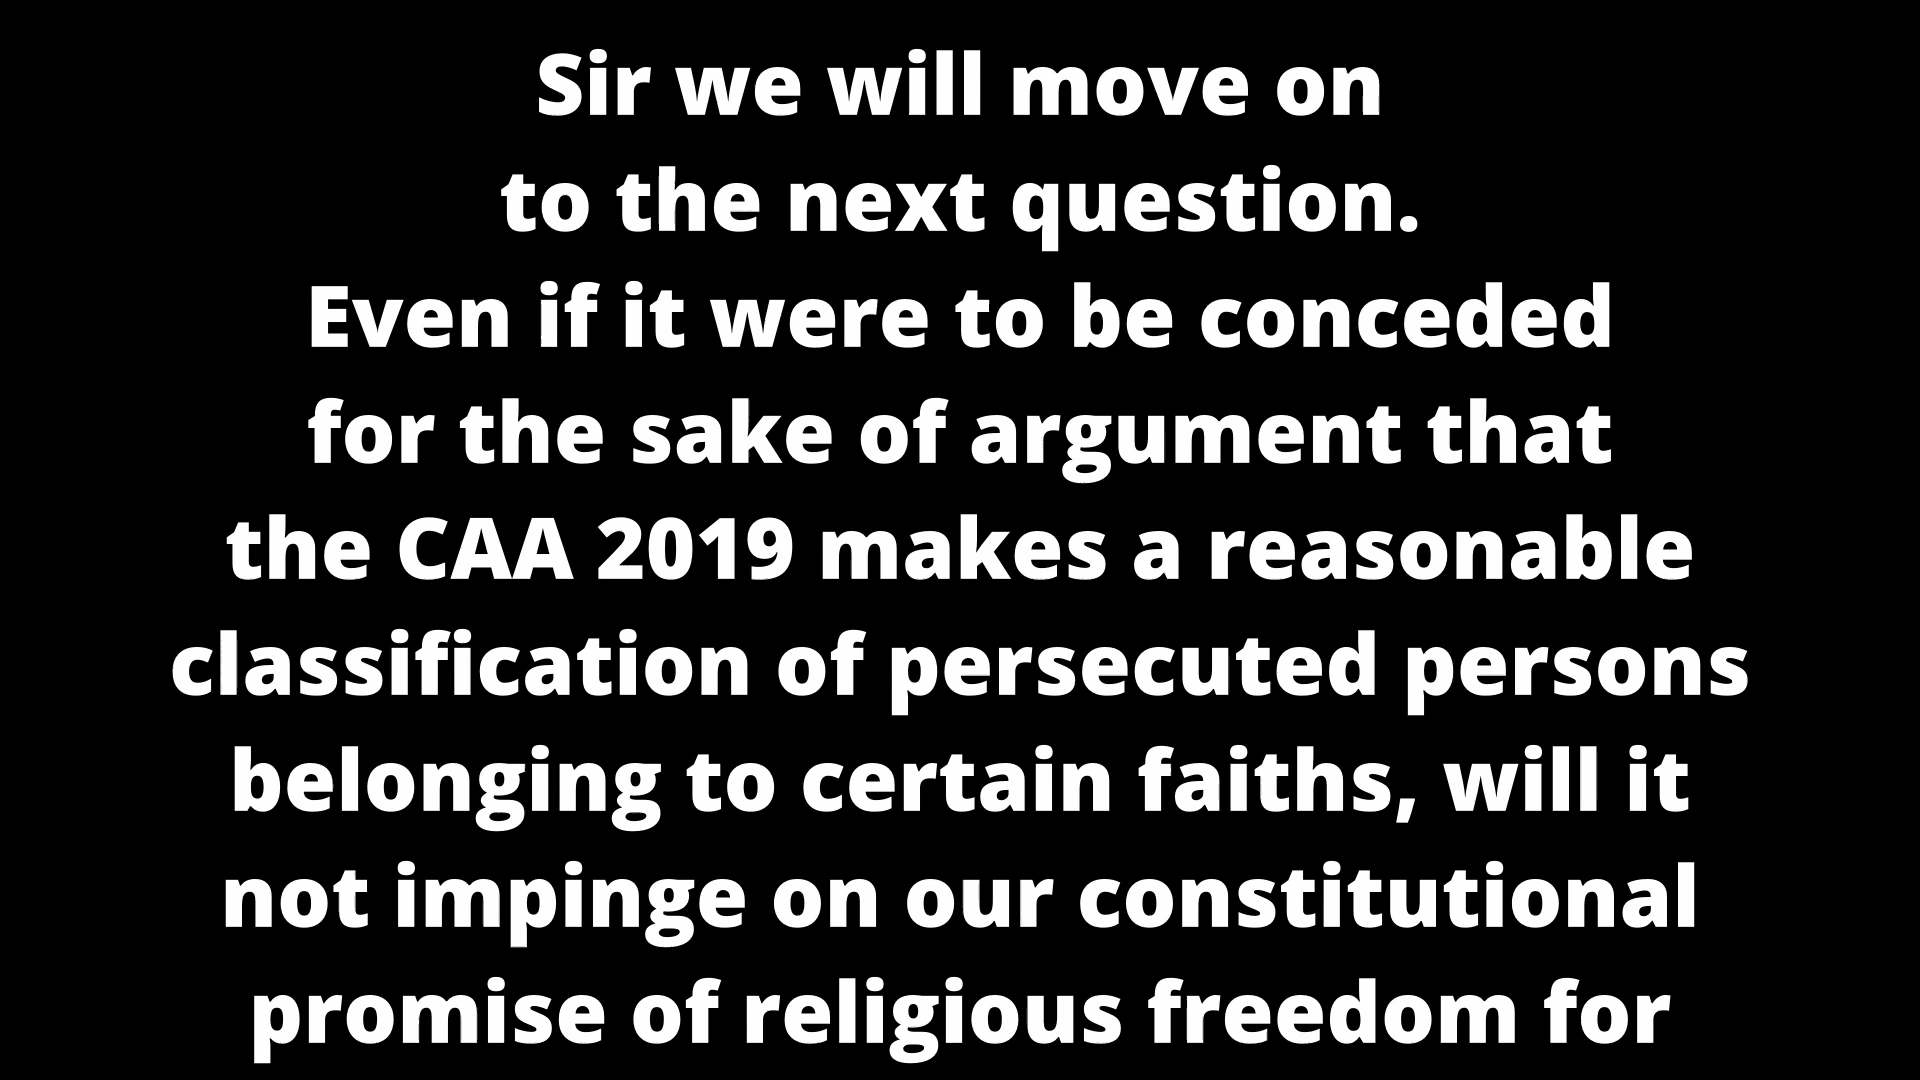 Sir we will move on
to the next question.
Even if it were to be conceded
for the sake of argument that
the CAA 2019 makes a reasonable
classification of persecuted persons
belonging to certain faiths, will it
not impinge on our constitutional
promise of religious freedom for